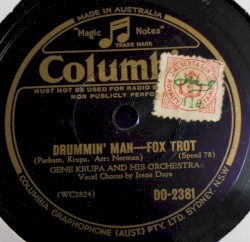 MADE IN AUSTRALIA
"Magic Notes"
TRADE MARK
Columbia
MUST NOT BE USED FOR RADIO
NOR PUBLICLY PERFOR
DRUMMIN' MAN—FOX TROT
(Parham, Krupa. Arr: Norman) (Speed 78)
GENE KRUPA AND HIS ORCHESTRA
Vocal Chorus by Irene Daye
(WC2824) DO-2381
COLUMBIA GRAPHOPHONE (AUST.) PTY. LTD. SYDNEY. NSW